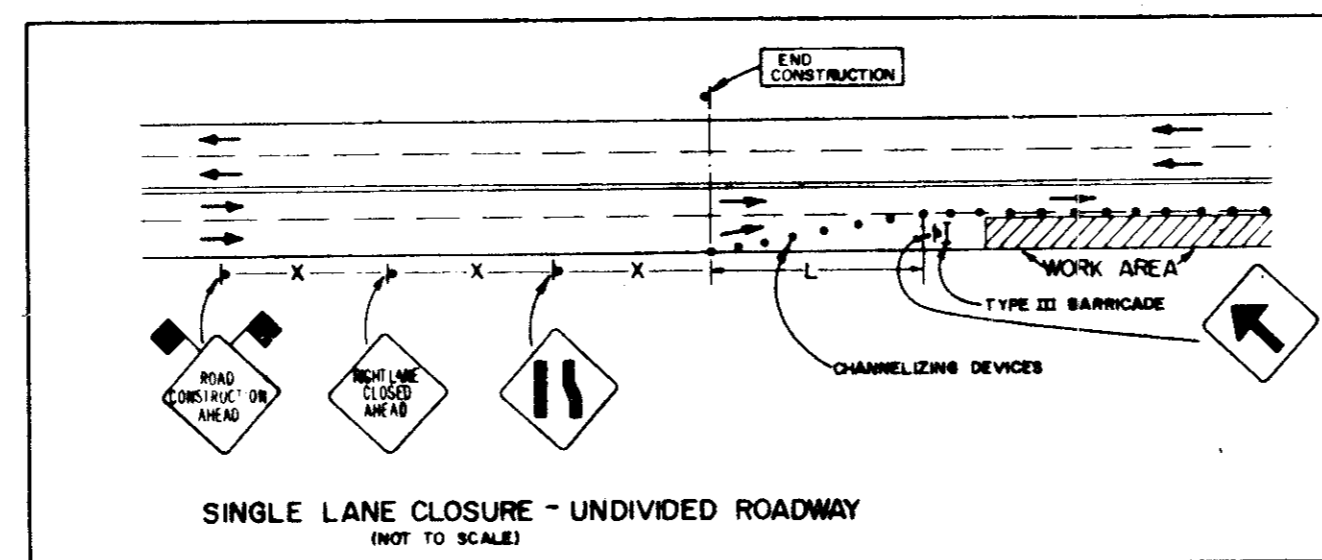 END
CONSTRUCTION
X X X L
WORK AREA
TYPE III BARRICADE
CHANNELIZING DEVICES
ROAD
CONSTRUCTION
AHEAD
RIGHT LANE
CLOSED
AHEAD
SINGLE LANE CLOSURE - UNDIVIDED ROADWAY
(NOT TO SCALE)